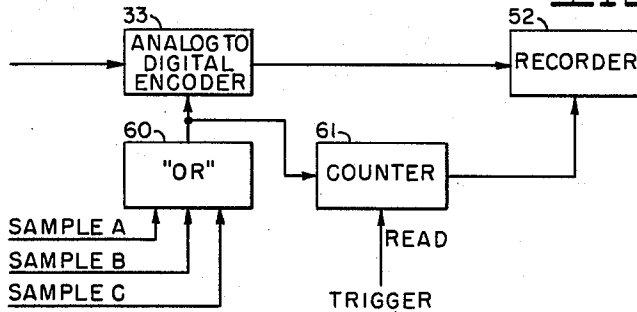 33
ANALOG TO
DIGITAL
ENCODER
52
RECORDER
60
"OR"
61
COUNTER
SAMPLE A
SAMPLE B
SAMPLE C
READ
TRIGGER